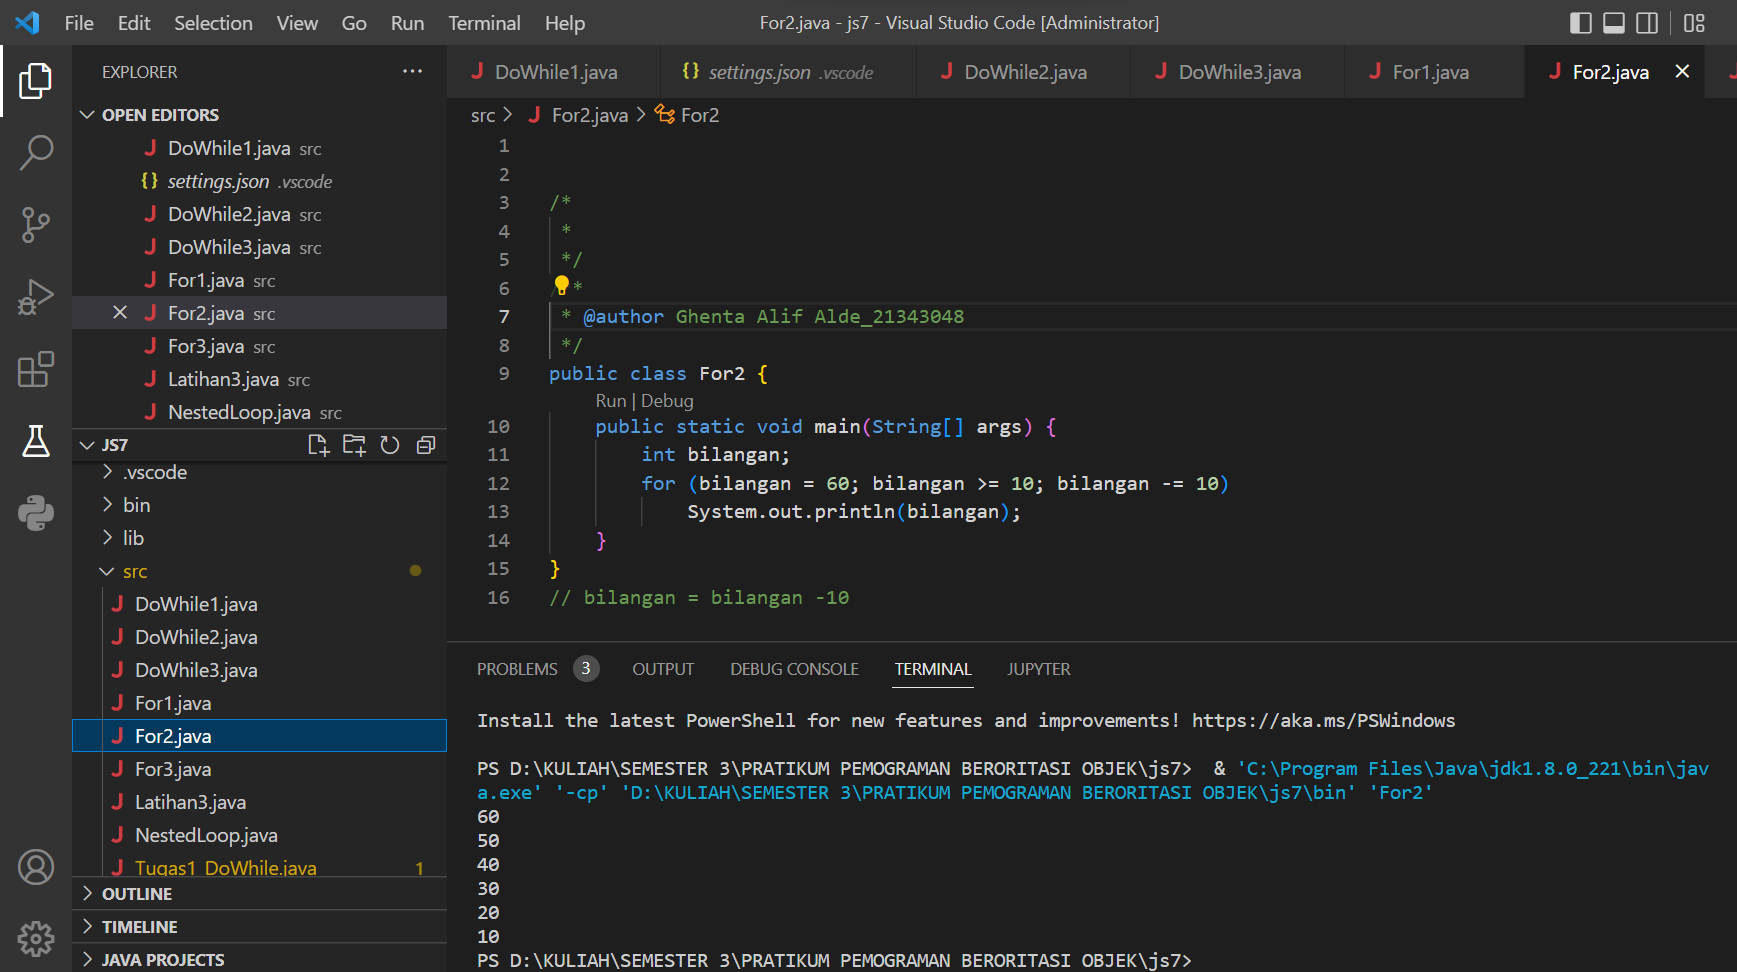 File Edit Selection View Go Run Terminal Help
For2.java - js7 - Visual Studio Code [Administrator]
EXPLORER
OPEN EDITORS
DoWhile1.java src
settings.json .vscode
DoWhile2.java src
DoWhile3.java src
For1.java src
For2.java src
For3.java src
Latihan3.java src
NestedLoop.java src
JS7
.vscode
bin
lib
src
DoWhile1.java
DoWhile2.java
DoWhile3.java
For1.java
For2.java
For3.java
Latihan3.java
NestedLoop.java
Tugas1_DoWhile.java 1
OUTLINE
TIMELINE
JAVA PROJECTS
DoWhile1.java settings.json .vscode DoWhile2.java DoWhile3.java For1.java For2.java
src > For2.java > For2
1
2
3 /*
4 *
5 */
6 /**
7 * @author Ghenta Alif Alde_21343048
8 */
9 public class For2 {
Run | Debug
10 public static void main(String[] args) {
11 int bilangan;
12 for (bilangan = 60; bilangan >= 10; bilangan -= 10)
13 System.out.println(bilangan);
14 }
15 }
16 // bilangan = bilangan -10
PROBLEMS 3 OUTPUT DEBUG CONSOLE TERMINAL JUPYTER
Install the latest PowerShell for new features and improvements! https://aka.ms/PSWindows
PS D:\KULIAH\SEMESTER 3\PRATIKUM PEMOGRAMAN BERORITASI OBJEK\js7> & 'C:\Program Files\Java\jdk1.8.0_221\bin\jav
a.exe' '-cp' 'D:\KULIAH\SEMESTER 3\PRATIKUM PEMOGRAMAN BERORITASI OBJEK\js7\bin' 'For2'
60
50
40
30
20
10
PS D:\KULIAH\SEMESTER 3\PRATIKUM PEMOGRAMAN BERORITASI OBJEK\js7>